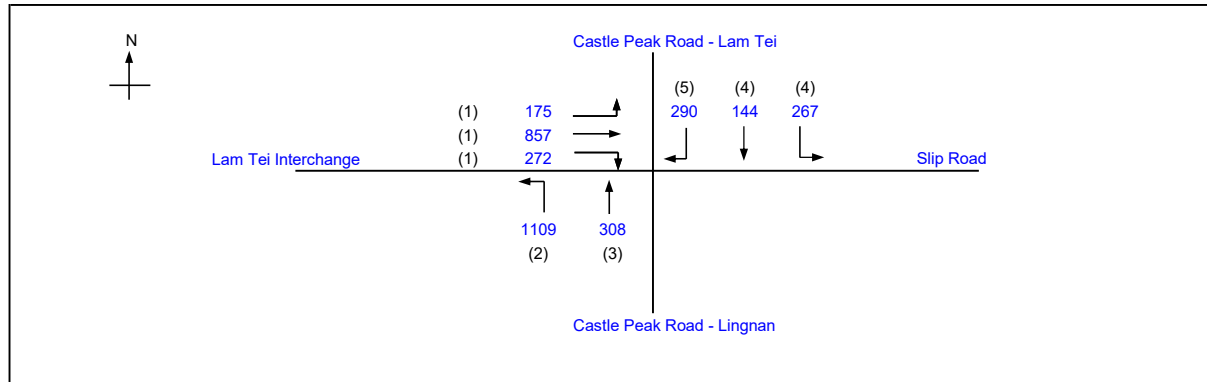 N
Castle Peak Road - Lam Tei
(5) (4) (4)
(1) 175 290 144 267
(1) 857
Lam Tei Interchange (1) 272 Slip Road
1109 308
(2) (3)
Castle Peak Road - Lingnan